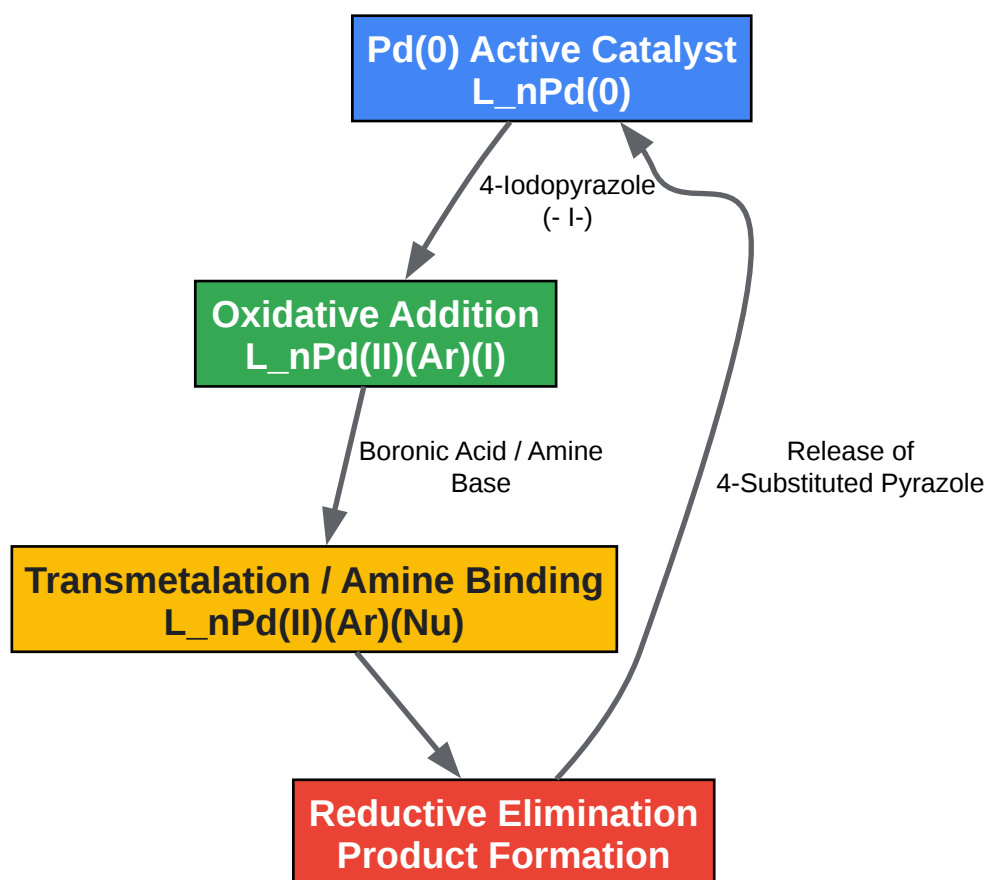 Pd(0) Active Catalyst
L_nPd(0)
4-Iodopyrazole
(- I-)
Oxidative Addition
L_nPd(II)(Ar)(I)
Boronic Acid / Amine
Base
Release of
4-Substituted Pyrazole
Transmetalation / Amine Binding
L_nPd(II)(Ar)(Nu)
Reductive Elimination
Product Formation